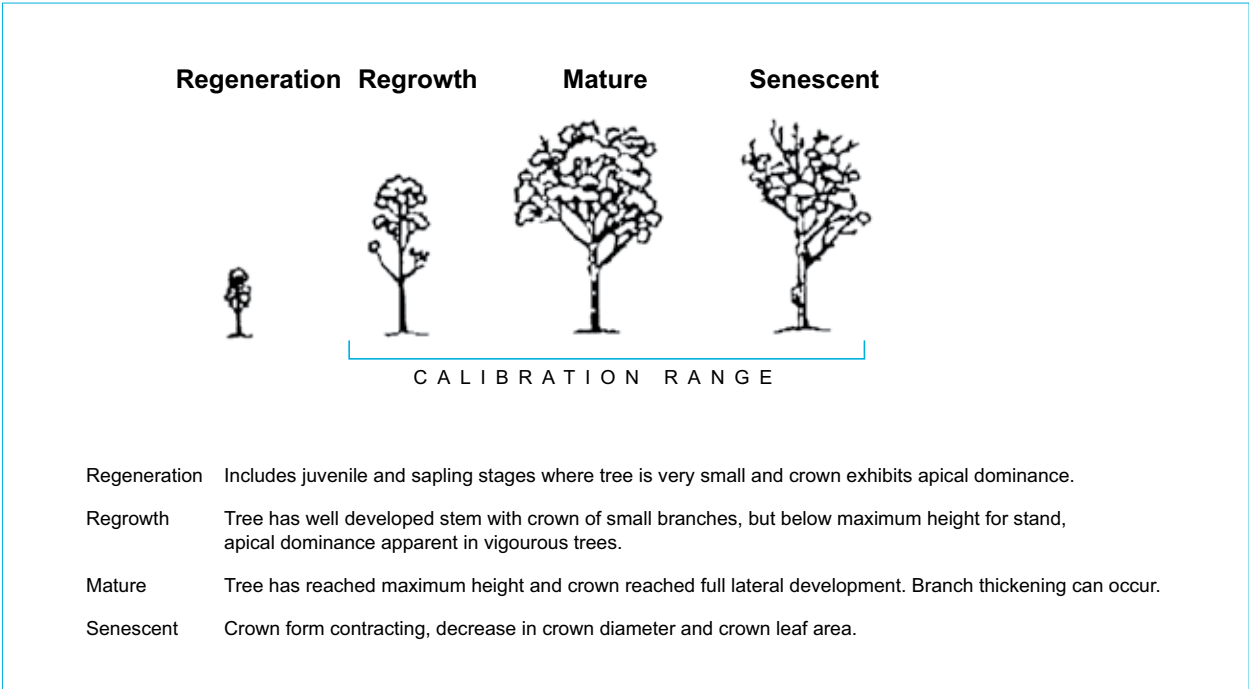 Regeneration Regrowth Mature Senescent
CALIBRATION RANGE
Regeneration Includes juvenile and sapling stages where tree is very small and crown exhibits apical dominance.
Regrowth Tree has well developed stem with crown of small branches, but below maximum height for stand,
apical dominance apparent in vigourous trees.
Mature Tree has reached maximum height and crown reached full lateral development. Branch thickening can occur.
Senescent Crown form contracting, decrease in crown diameter and crown leaf area.